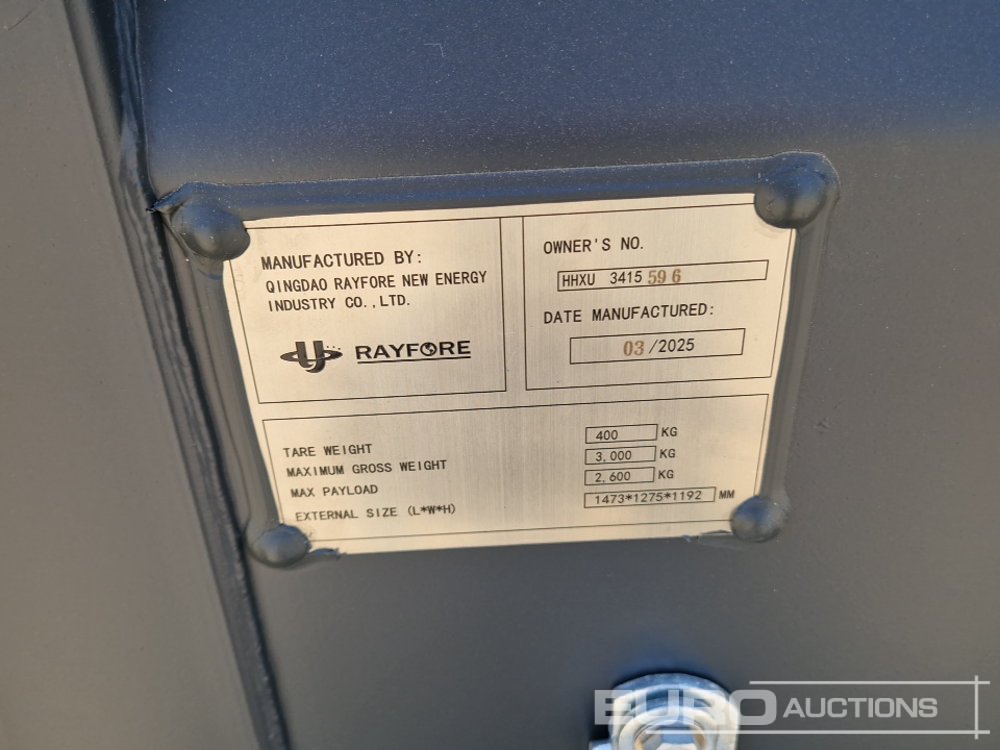 MANUFACTURED BY:
QINGDAO RAYFORE NEW ENERGY
INDUSTRY CO.,LTD.
RAYFORE
OWNER'S NO.
HHXU 3415 59 6
DATE MANUFACTURED:
03/2025
TARE WEIGHT 400 KG
MAXIMUM GROSS WEIGHT 3,000 KG
MAX PAYLOAD 2,600 KG
EXTERNAL SIZE (L*W*H) 1473*1275*1192 MM
EURO AUCTIONS